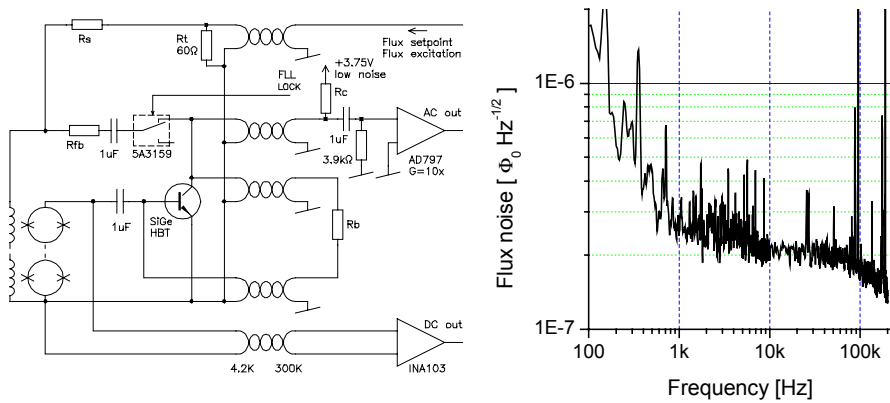 Rs
Rt
60Ω
Flux setpoint
Flux excitation
+3.75V
low noise
FLL
LOCK
Rc
AC out
1uF
Rfb
1uF
5A3159
3.9kΩ
AD797
G=10x
1uF
SiGe
HBT
Rb
DC out
4.2K
300K
INA103
Flux noise [ Φ0 Hz-1/2 ]
1E-6
1E-7
100
1k
10k
100k
Frequency [Hz]